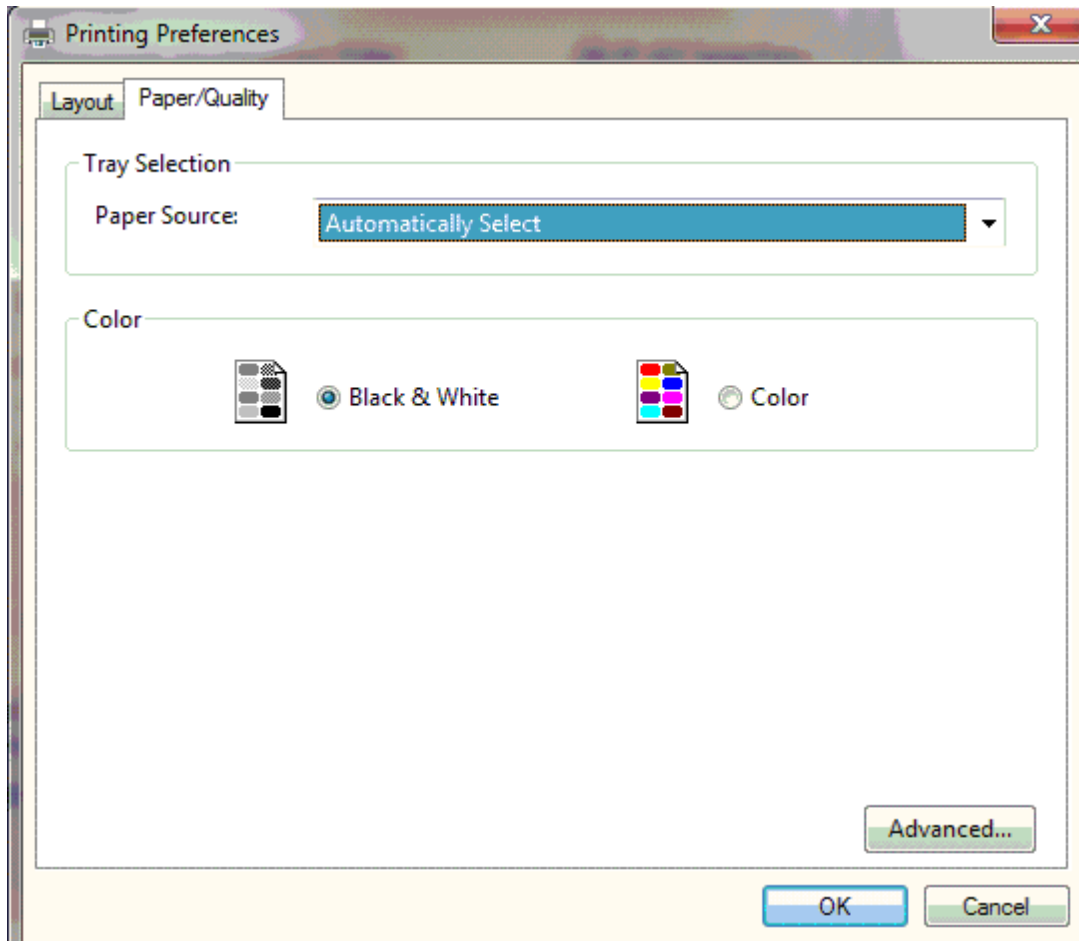 Printing Preferences
Layout
Paper/Quality
Tray Selection
Paper Source:
Automatically Select
Color
Black & White
Color
Advanced...
OK
Cancel